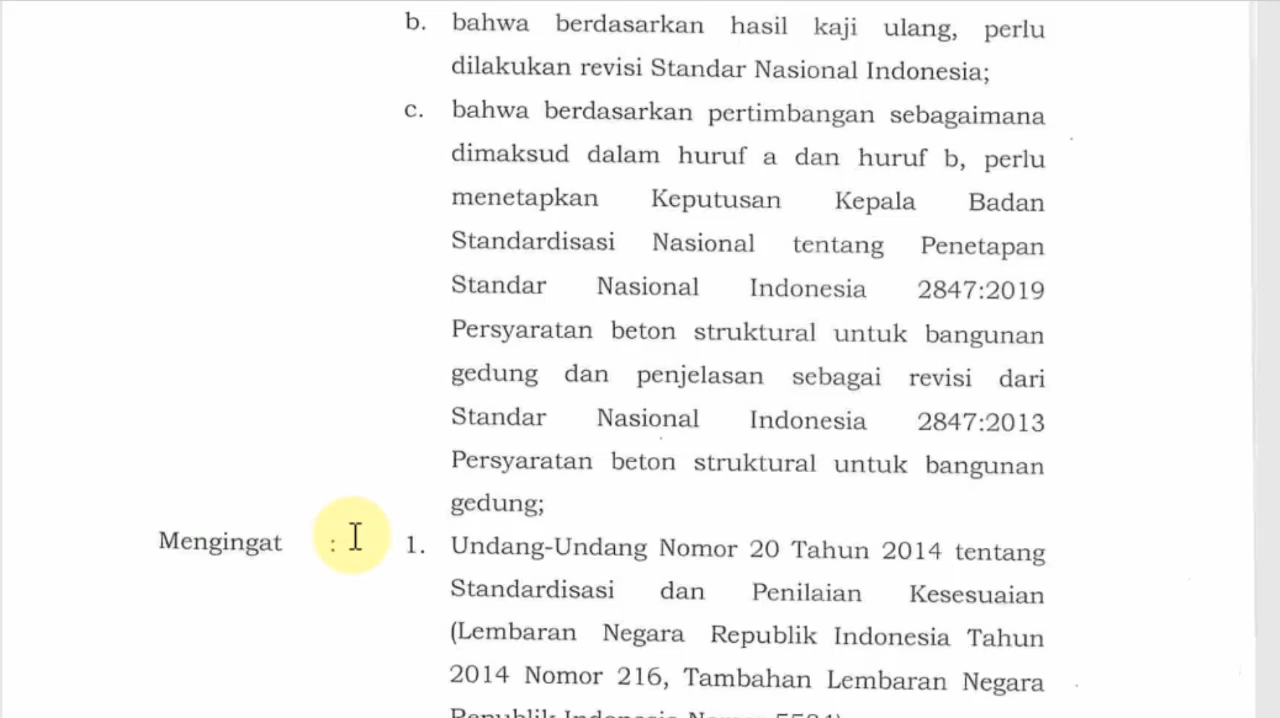 b. bahwa berdasarkan hasil kaji ulang, perlu
dilakukan revisi Standar Nasional Indonesia;
c. bahwa berdasarkan pertimbangan sebagaimana
dimaksud dalam huruf a dan huruf b, perlu
menetapkan Keputusan Kepala Badan
Standardisasi Nasional tentang Penetapan
Standar Nasional Indonesia 2847:2019
Persyaratan beton struktural untuk bangunan
gedung dan penjelasan sebagai revisi dari
Standar Nasional Indonesia 2847:2013
Persyaratan beton struktural untuk bangunan
gedung;
Mengingat : 1. Undang-Undang Nomor 20 Tahun 2014 tentang
Standardisasi dan Penilaian Kesesuaian
(Lembaran Negara Republik Indonesia Tahun
2014 Nomor 216, Tambahan Lembaran Negara
Republik Indonesia Nomor